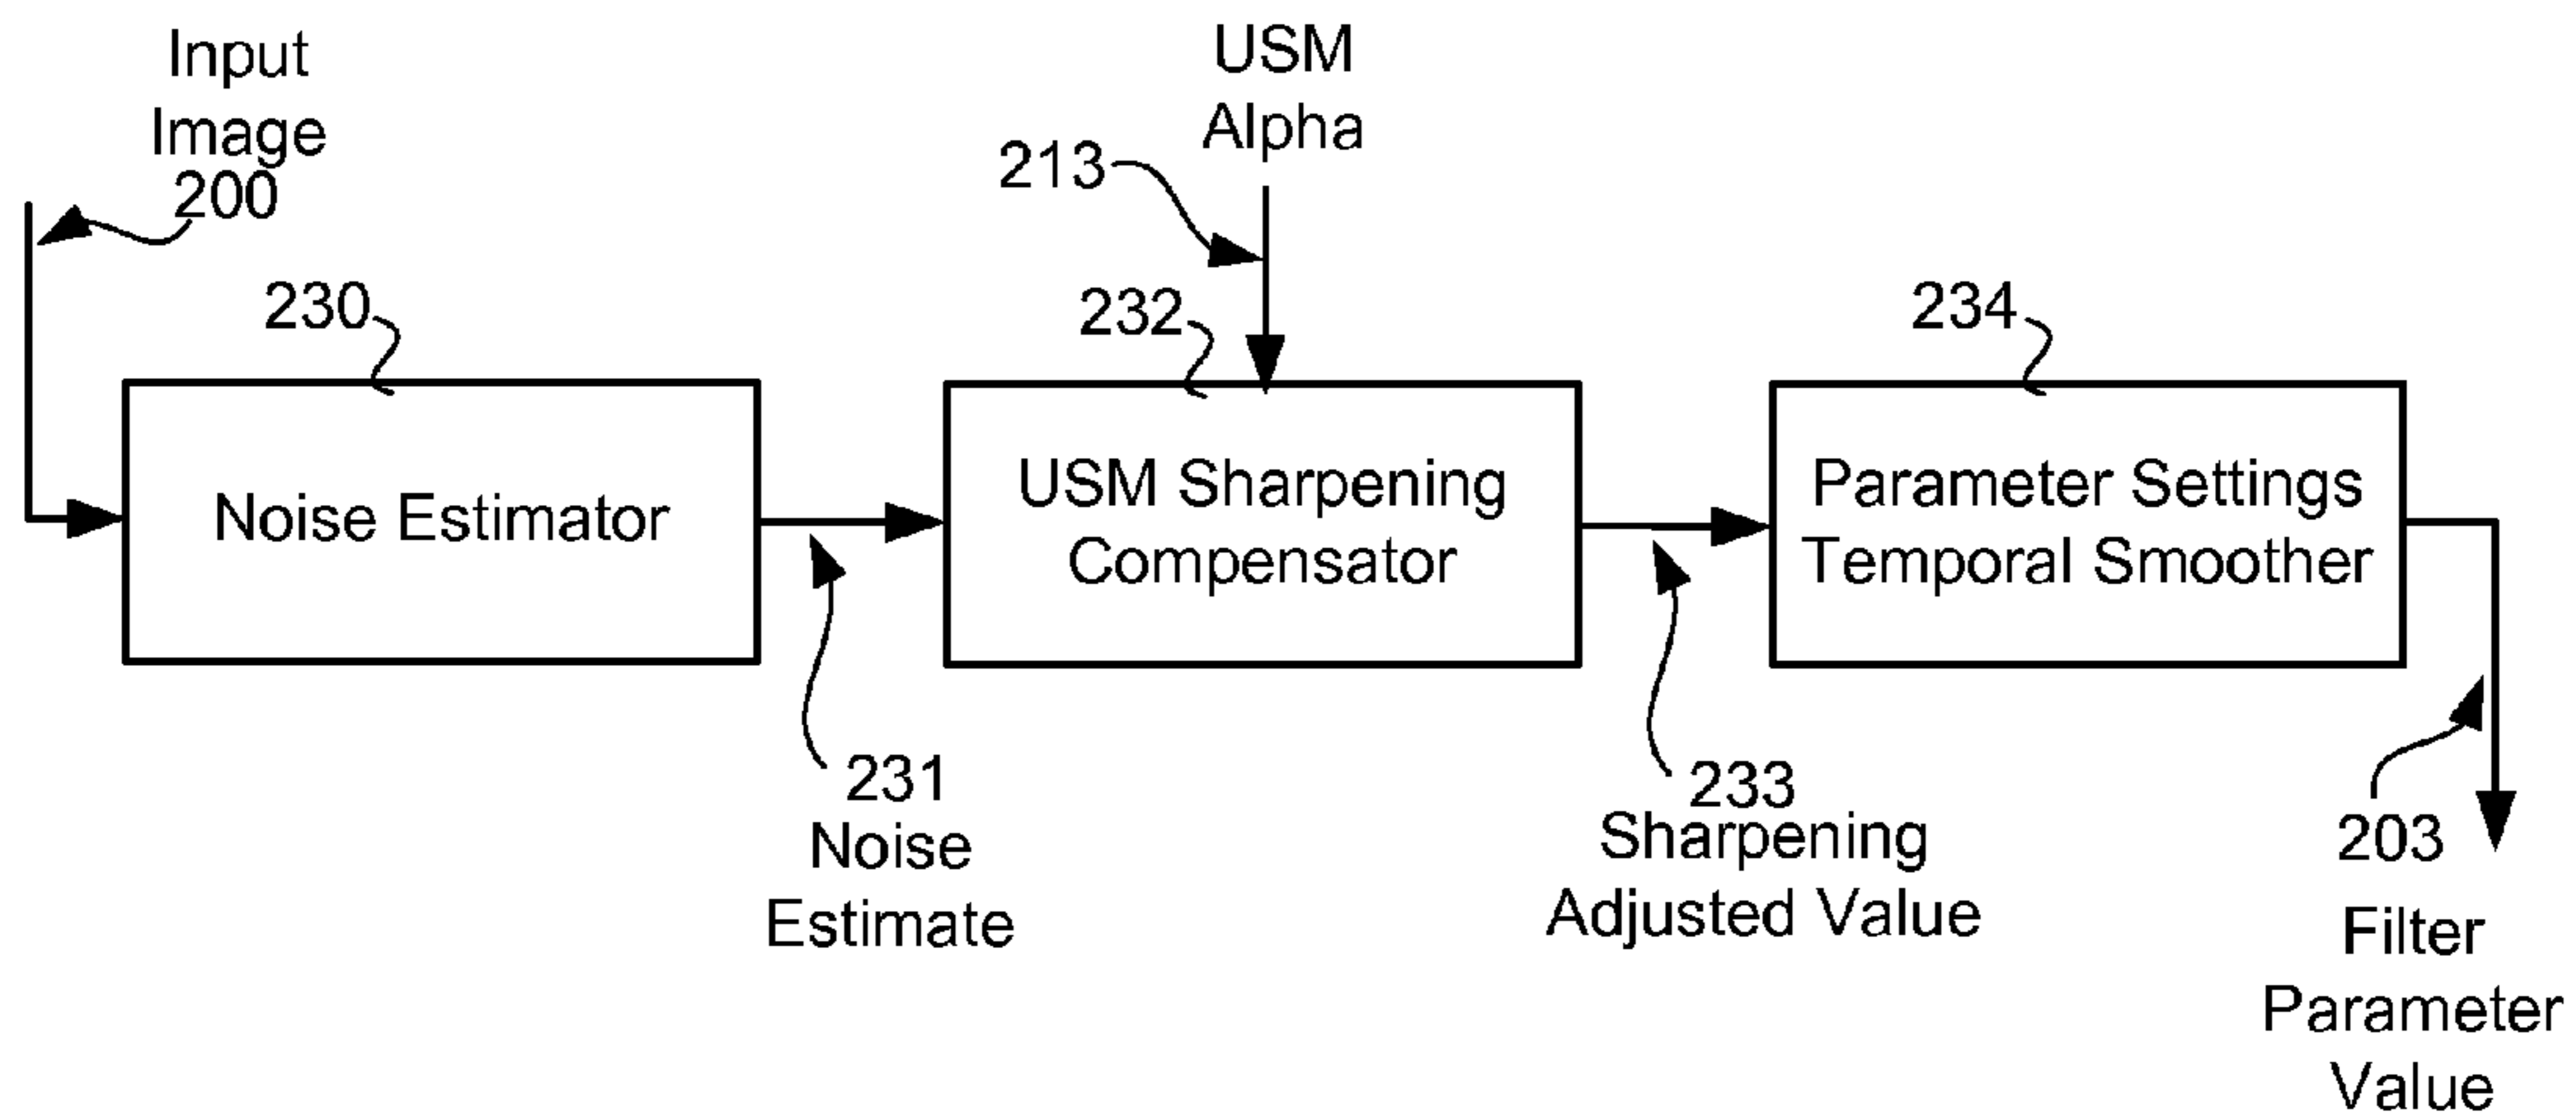 Input
Image
200
USM
Alpha
213
230
232
234
Noise Estimator
USM Sharpening
Compensator
Parameter Settings
Temporal Smoother
231
Noise
Estimate
233
Sharpening
Adjusted Value
203
Filter
Parameter
Value